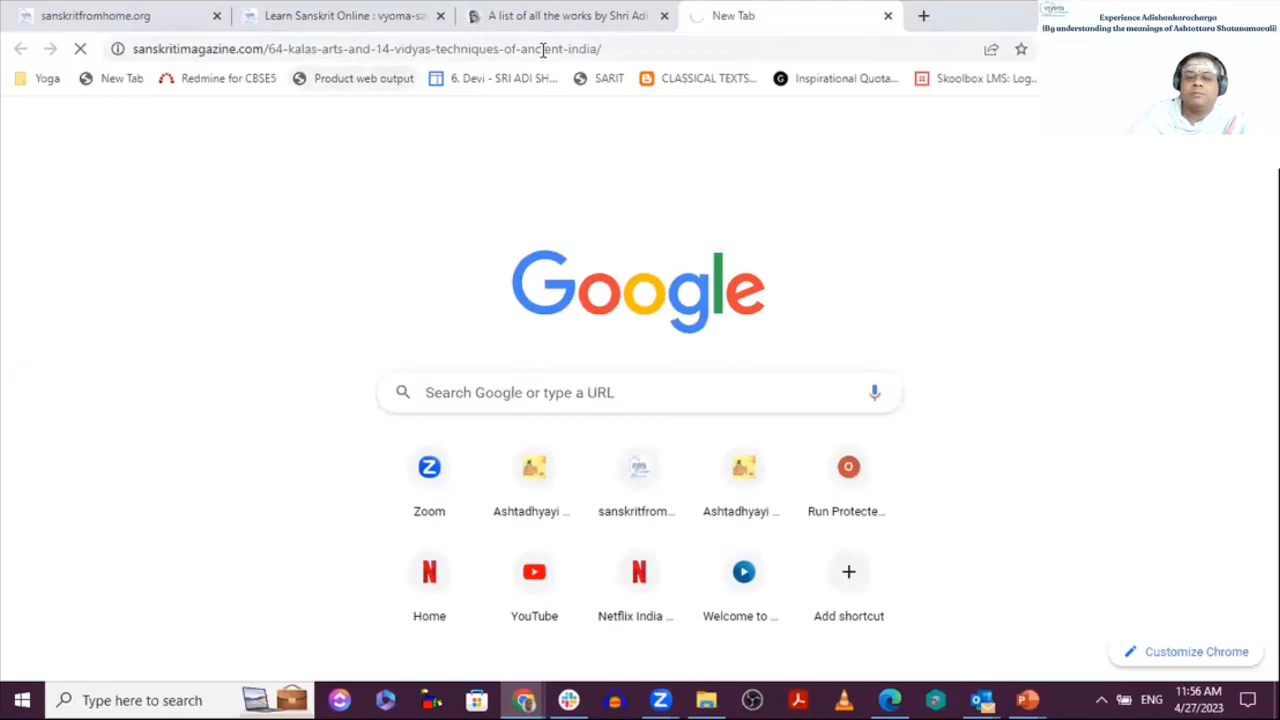 sanskritfromhome.org
Learn Sanskrit Online | vyoma-sa
A list of all the works by Shri Adi
New Tab
sanskritimagazine.com/64-kalas-arts-and-14-vidyas-techniques-of-ancient-india/
Yoga
New Tab
Redmine for CBSE5
Product web output
6. Devi - SRI ADI SH...
SARIT
CLASSICAL TEXTS...
Inspirational Quota...
Skoolbox LMS: Log...
vyoma
Experience Adishankaracharya
(By understanding the meanings of Ashtottara Shatanamavali)
Google
Search Google or type a URL
Zoom
Ashtadhyayi ...
sanskritfrom...
Ashtadhyayi ...
Run Protecte...
Home
YouTube
Netflix India ...
Welcome to ...
Add shortcut
Customize Chrome
Type here to search
ENG
11:56 AM
4/27/2023